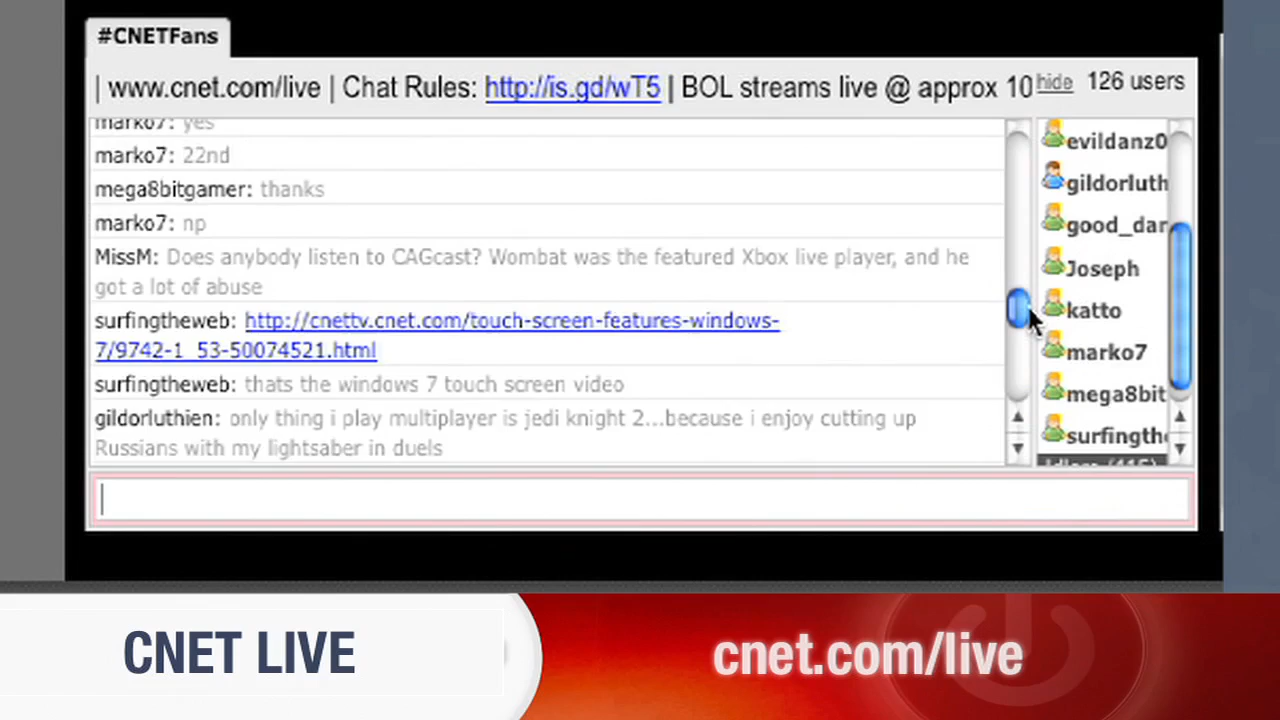 #CNETFans
| www.cnet.com/live | Chat Rules: http://is.gd/wT5 | BOL streams live @ approx 10 hide 126 users
marko7: yes
marko7: 22nd
mega8bitgamer: thanks
marko7: np
MissM: Does anybody listen to CAGcast? Wombat was the featured Xbox live player, and he
got a lot of abuse
surfingtheweb: http://cnettv.cnet.com/touch-screen-features-windows-
7/9742-1_53-50074521.html
surfingtheweb: thats the windows 7 touch screen video
gildorluthien: only thing i play multiplayer is jedi knight 2...because i enjoy cutting up
Russians with my lightsaber in duels
evildanz0
gildorluth
good_dar
Joseph
katto
marko7
mega8bit
surfingth
CNET LIVE
cnet.com/live